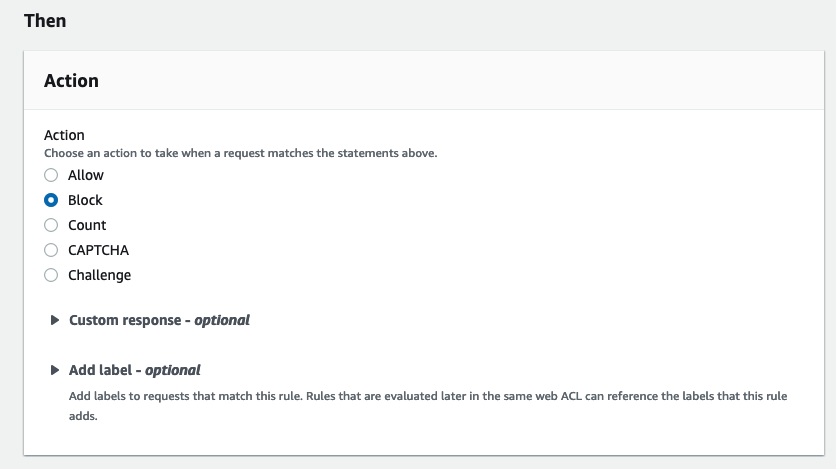 Then
Action
Action
Choose an action to take when a request matches the statements above.
Allow
Block
Count
CAPTCHA
Challenge
Custom response - optional
Add label - optional
Add labels to requests that match this rule. Rules that are evaluated later in the same web ACL can reference the labels that this rule
adds.